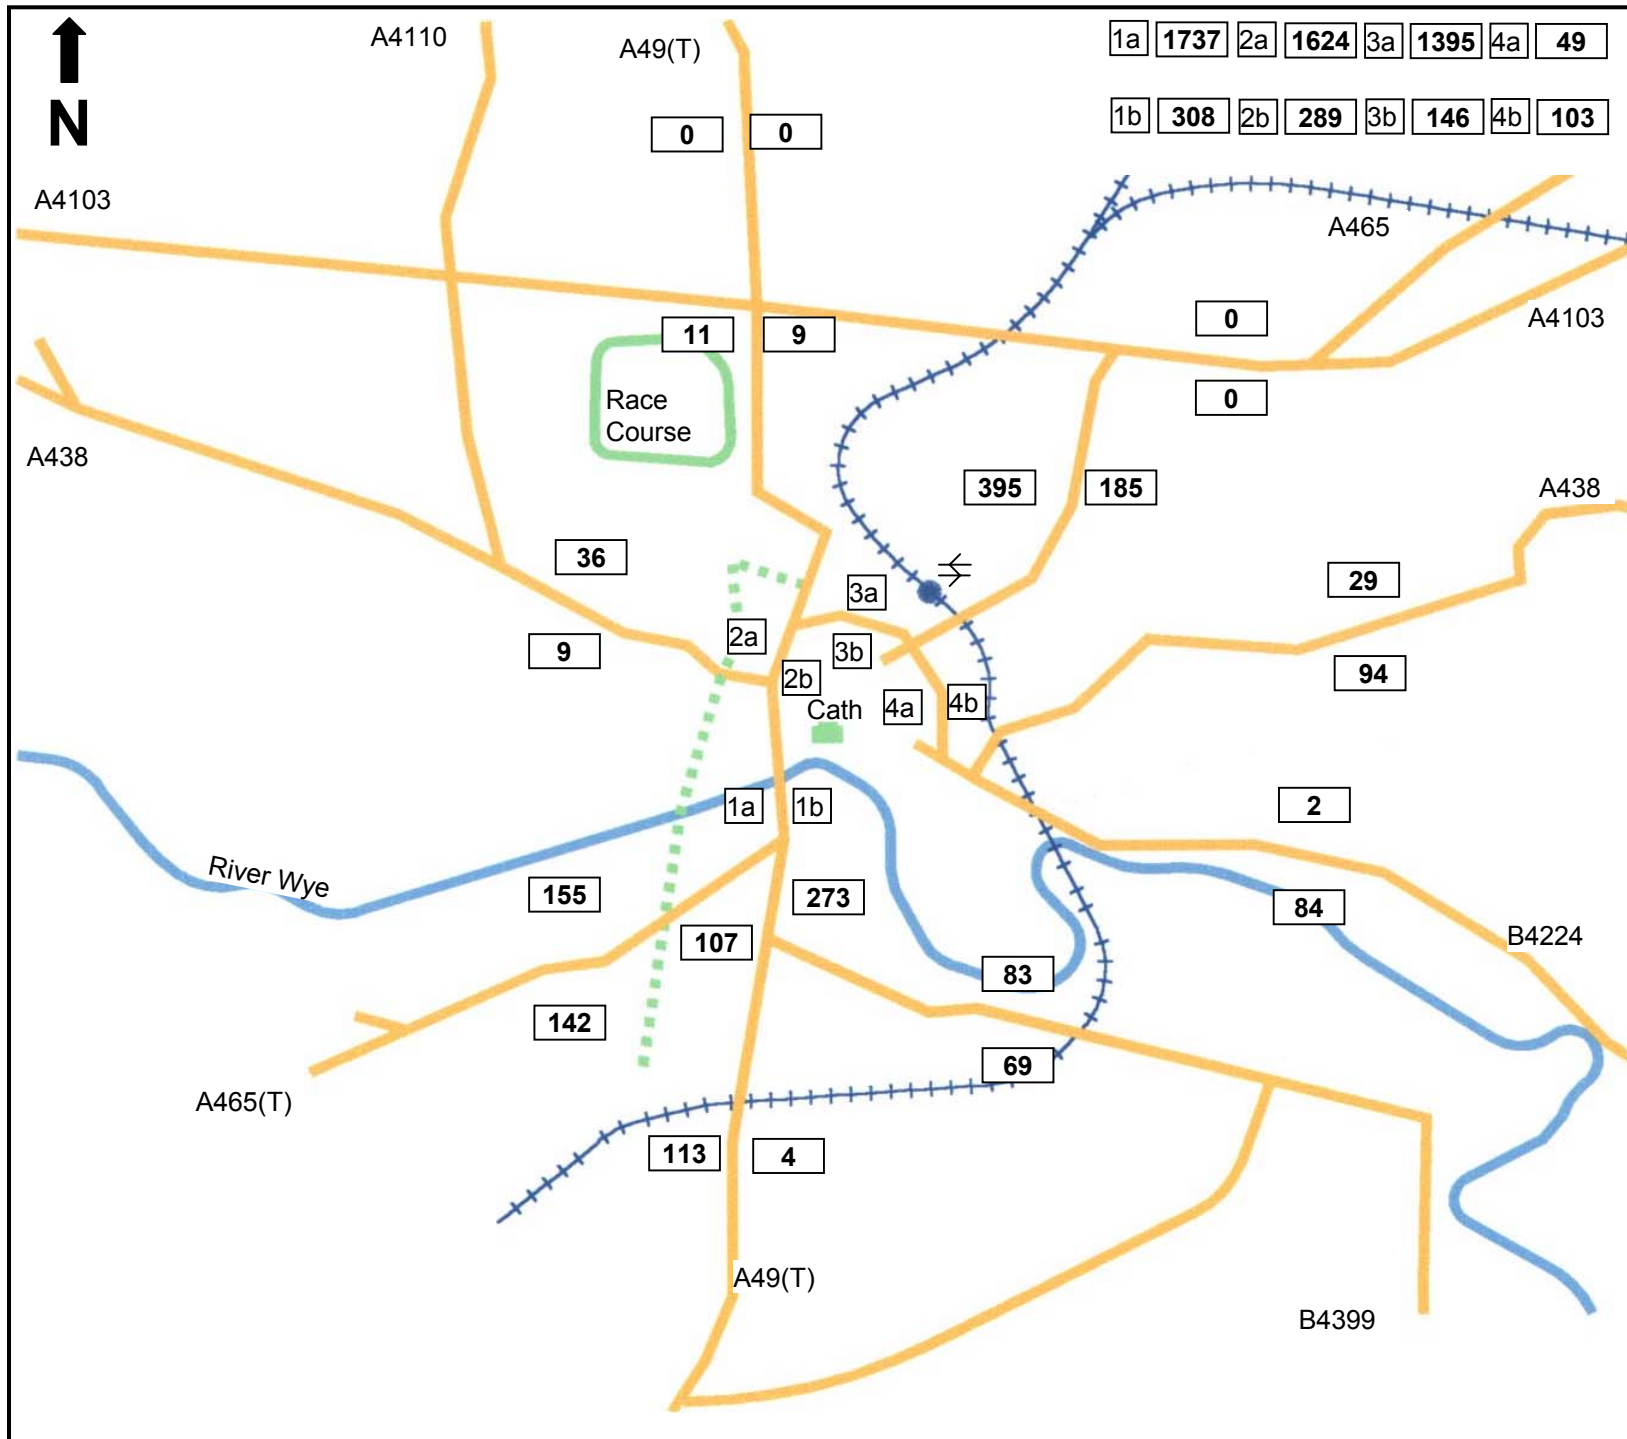 A4110
A49(T)
1a 1737 2a 1624 3a 1395 4a 49
N
1b 308 2b 289 3b 146 4b 103
0 0
A4103
A465
0
A4103
11 9
Race
Course
0
A438
395 185
A438
36
29
3a
2a
3b
9
2b
94
Cath
4a 4b
1a 1b
2
River Wye
155
273
84
107
B4224
83
142
69
A465(T)
113 4
A49(T)
B4399